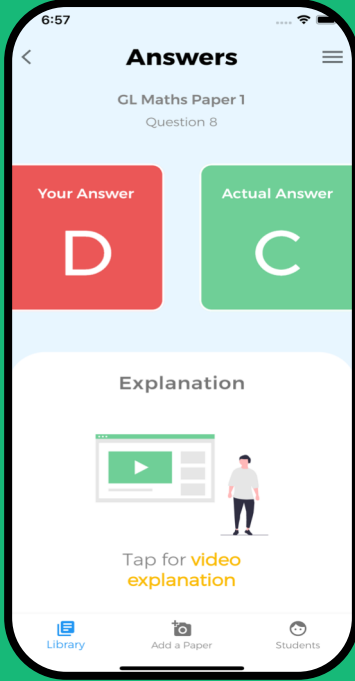 6:57
Answers
GL Maths Paper 1
Question 8
Your Answer
Actual Answer
D
C
Explanation
Tap for video
explanation
Library
Add a Paper
Students